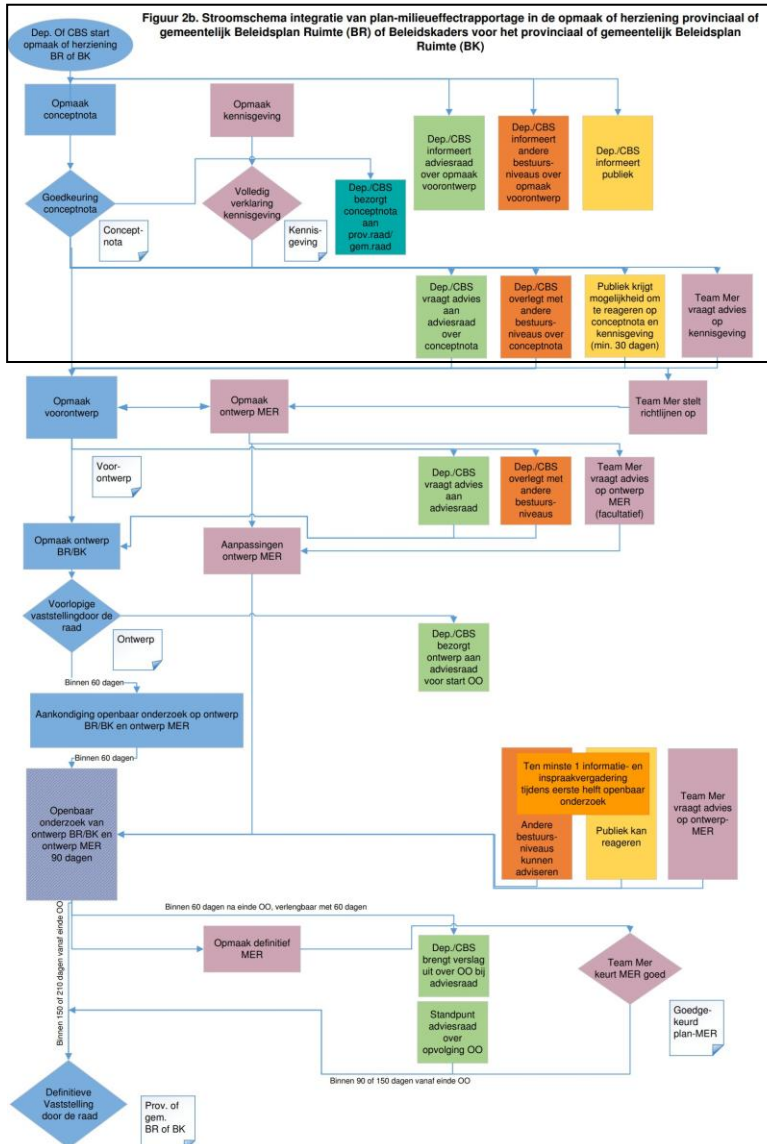 Figuur 2b. Stroomschema integratie van plan-milieueffectrapportage in de opmaak of herziening provinciaal of
gemeentelijk Beleidsplan Ruimte (BR) of Beleidskaders voor het provinciaal of gemeentelijk Beleidsplan
Ruimte (BK)
Dep. Of CBS start
opmaak of herziening
BR of BK
Opmaak
conceptnota
Opmaak
kennisgeving
Dep./CBS
informeert
adviesraad
over opmaak
voorontwerp
Dep./CBS
informeert
andere
bestuurs-
niveaus over
opmaak
voorontwerp
Dep./CBS
informeert
publiek
Goedkeuring
conceptnota
Concept-
nota
Volledig
verklaring
kennisgeving
Kennis-
geving
Dep./CBS
bezorgt
conceptnota
aan
prov.raad/
gem.raad
Dep./CBS
vraagt advies
aan
adviesraad
over
conceptnota
Dep./CBS
overlegt met
andere
bestuurs-
niveaus over
conceptnota
Publiek krijgt
mogelijkheid om
te reageren op
conceptnota en
kennisgeving
(min. 30 dagen)
Team Mer
vraagt advies
op
kennisgeving
Opmaak
voorontwerp
Opmaak
ontwerp MER
Team Mer stelt
richtlijnen op
Voor-
ontwerp
Dep./CBS
vraagt advies
aan
adviesraad
Dep./CBS
overlegt met
andere
bestuurs-
niveaus
Team Mer
vraagt advies
op ontwerp
MER
(facultatief)
Opmaak ontwerp
BR/BK
Aanpassingen
ontwerp MER
Voorlopige
vaststellingdoor de
raad
Ontwerp
Dep./CBS
bezorgt
ontwerp aan
adviesraad
voor start OO
Binnen 60 dagen
Aankondiging openbaar onderzoek op ontwerp
BR/BK en ontwerp MER
Binnen 60 dagen
Openbaar
onderzoek van
ontwerp BR/BK en
ontwerp MER
90 dagen
Ten minste 1 informatie- en
inspraakvergadering
tijdens eerste helft openbaar
onderzoek
Andere
bestuurs-
niveaus
kunnen
adviseren
Publiek kan
reageren
Team Mer
vraagt advies
op ontwerp-
MER
Binnen 60 dagen na einde OO, verlengbaar met 60 dagen
Binnen 150 of 210 dagen vanaf einde OO
Opmaak definitief
MER
Dep./CBS
brengt verslag
uit over OO bij
adviesraad
Team Mer
keurt MER goed
Standpunt
adviesraad
over
opvolging OO
Goedge-
keurd
plan-MER
Binnen 90 of 150 dagen vanaf einde OO
Definitieve
Vaststelling
door de raad
Prov. of
gem.
BR of BK